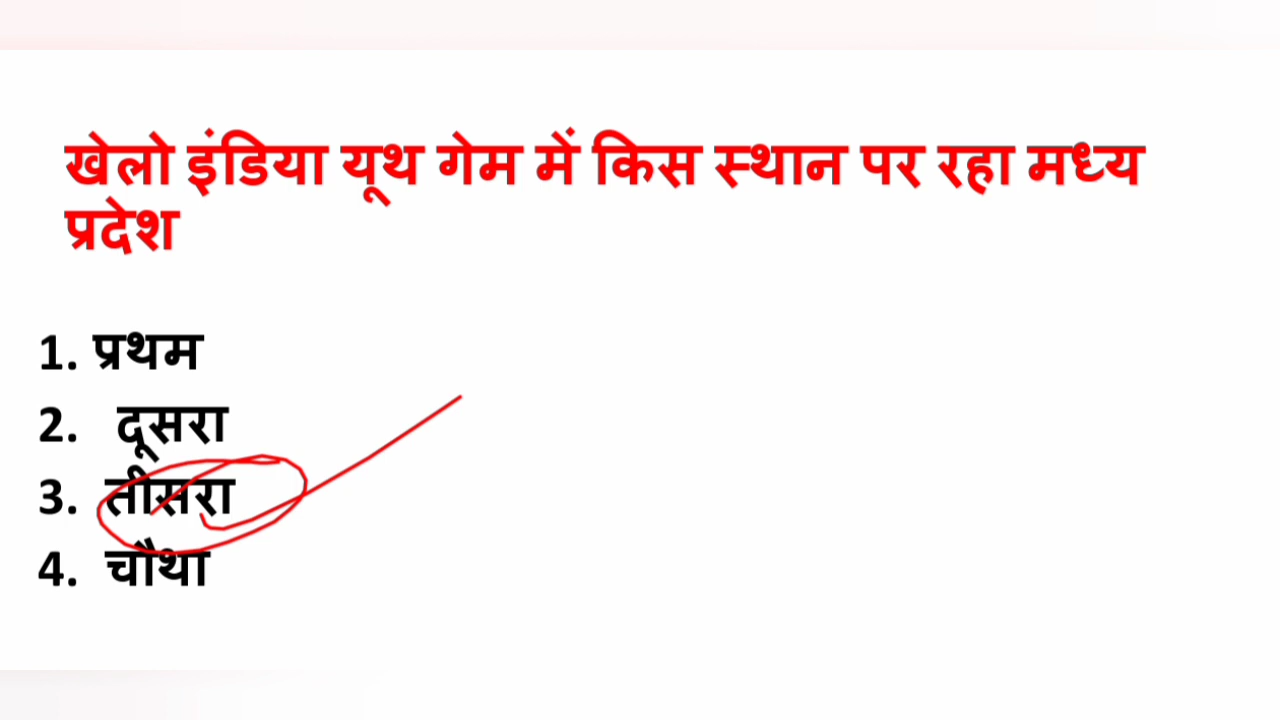 खेलो इंडिया यूथ गेम में किस स्थान पर रहा मध्य
प्रदेश
1. प्रथम
2. दूसरा
3. तीसरा
4. चौथा